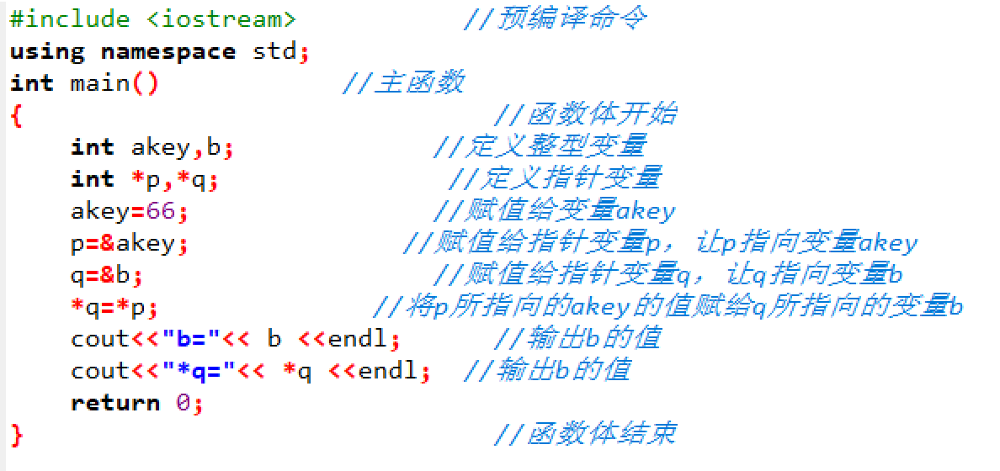 #include <iostream> //预编译命令
using namespace std;
int main() //主函数
{ //函数体开始
int akey,b; //定义整型变量
int *p,*q; //定义指针变量
akey=66; //赋值给变量akey
p=&akey; //赋值给指针变量p，让p指向变量akey
q=&b; //赋值给指针变量q，让q指向变量b
*q=*p; //将p所指向的akey的值赋给q所指向的变量b
cout<<"b="<< b <<endl; //输出b的值
cout<<"*q="<< *q <<endl; //输出b的值
return 0;
} //函数体结束